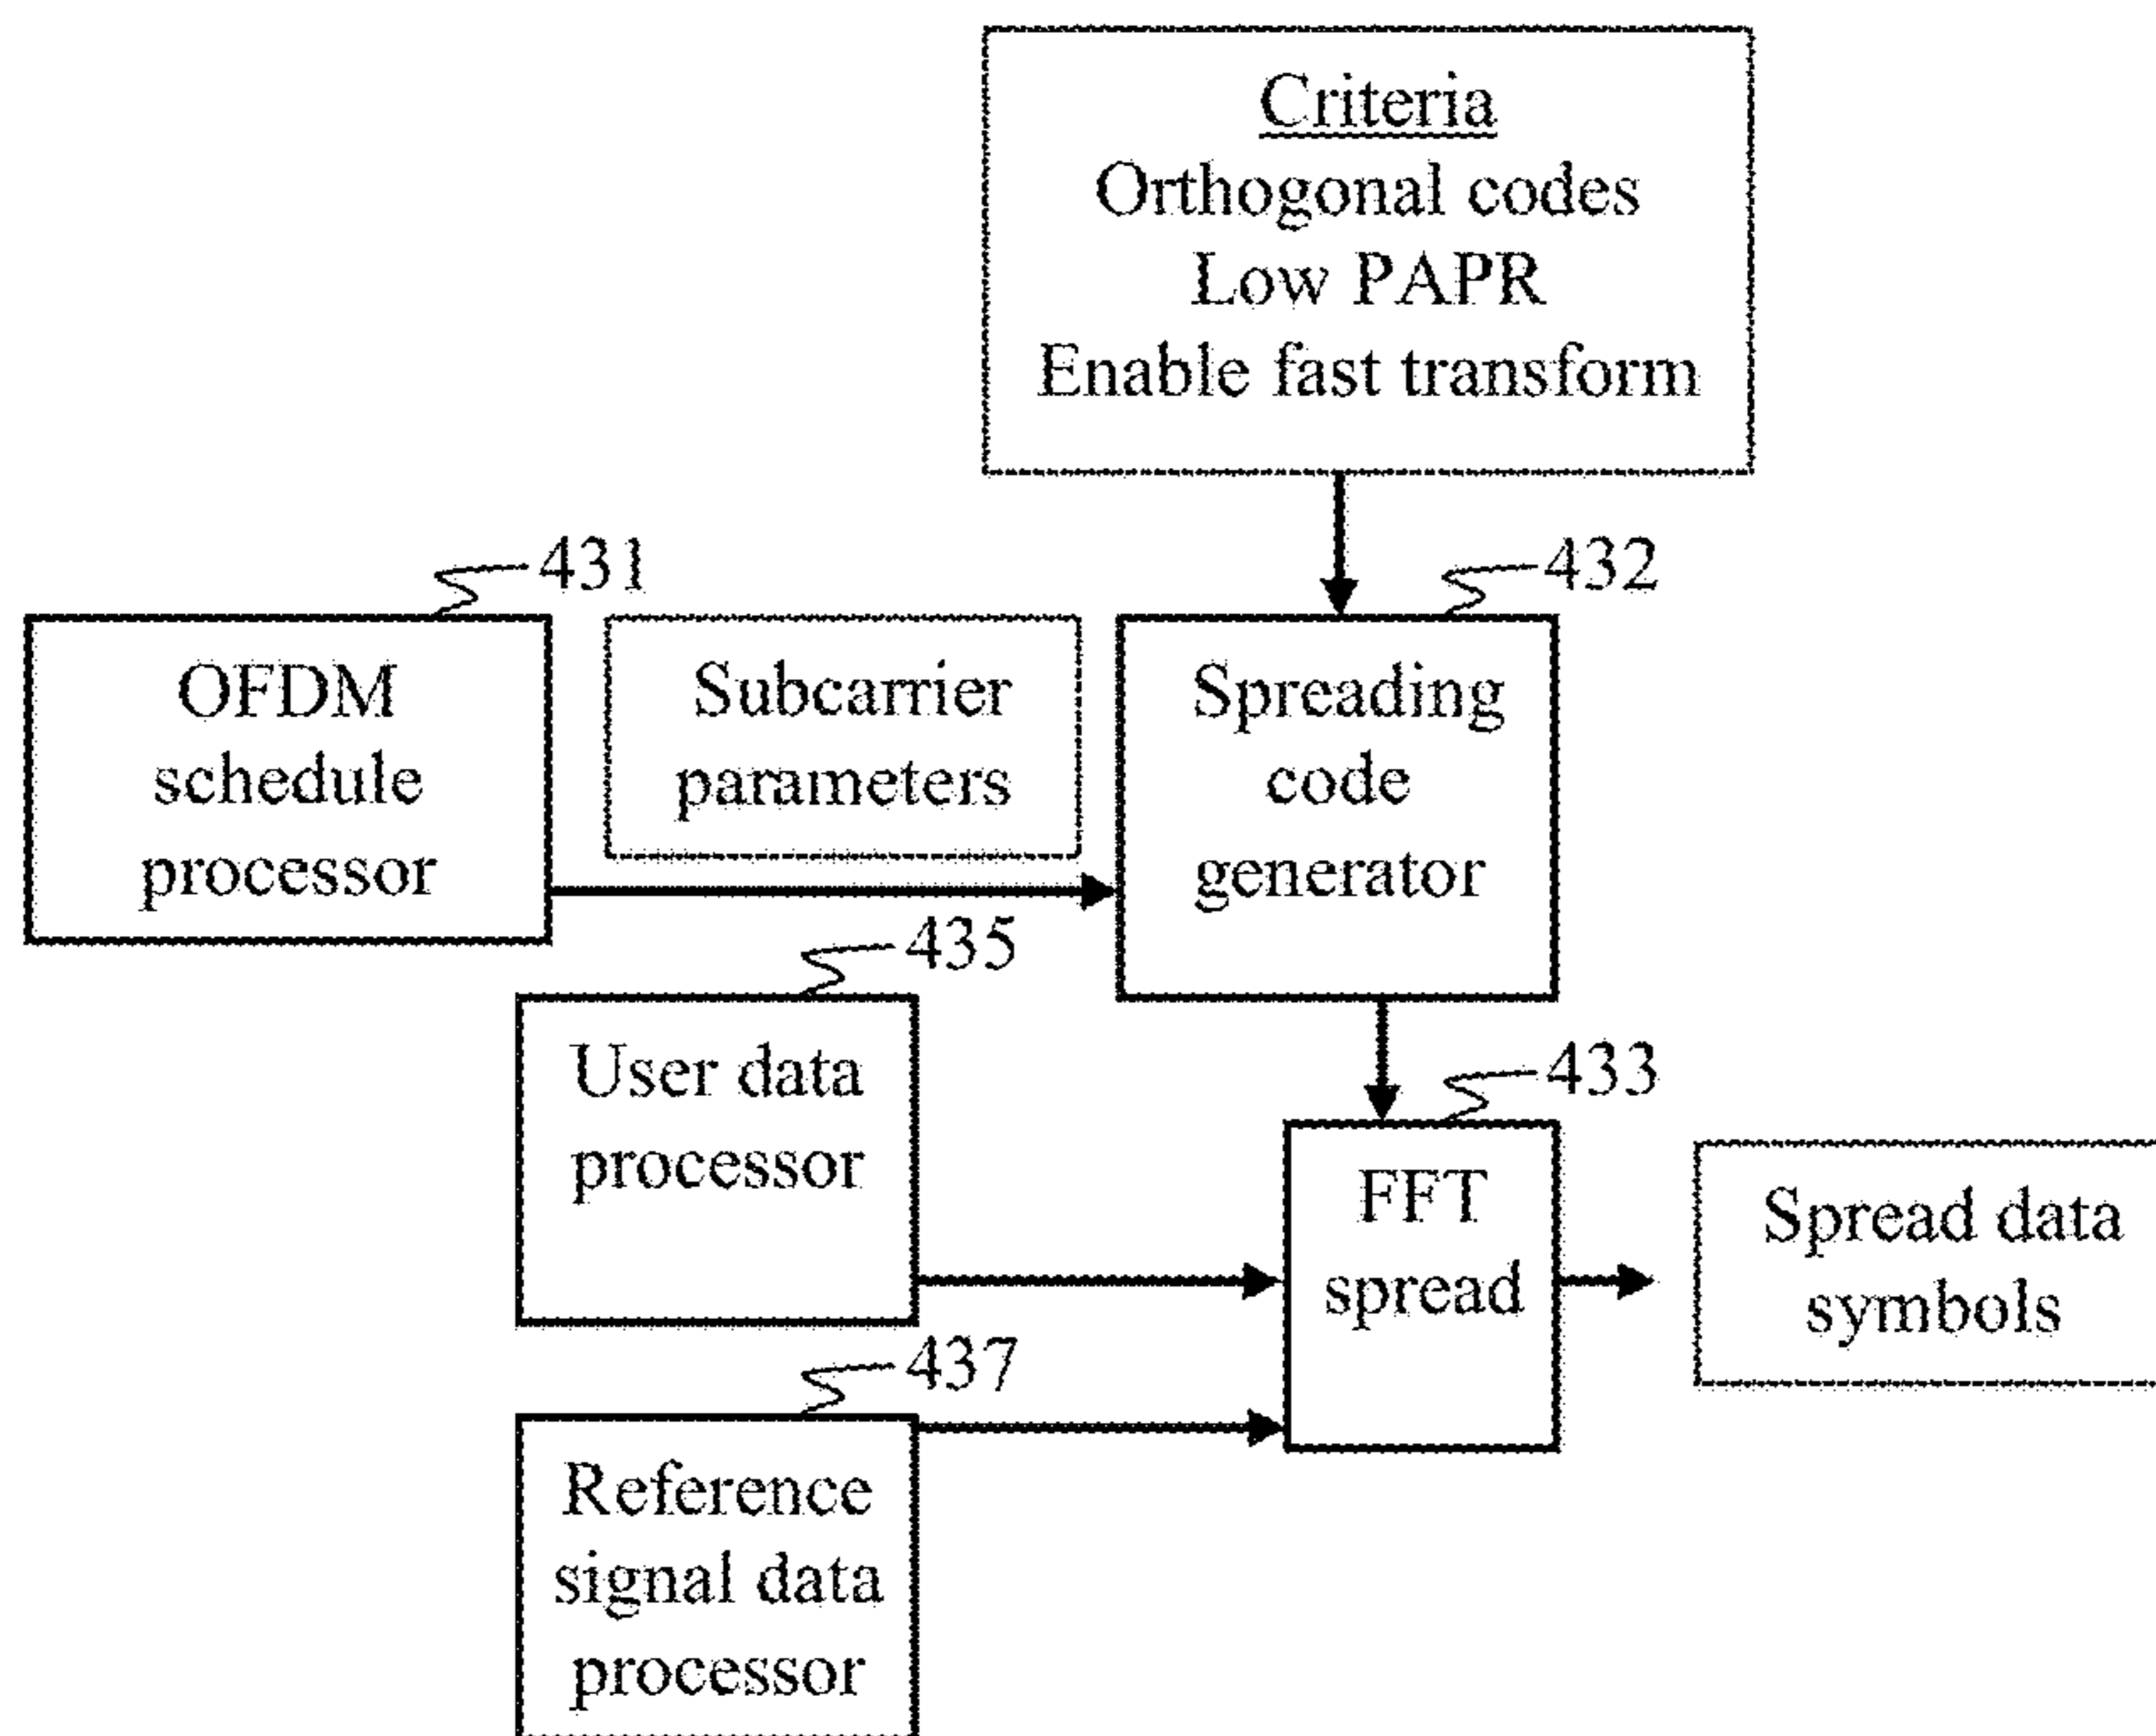 Criteria
Orthogonal codes
Low PAPR
Enable fast transform
431
432
OFDM
schedule
processor
Subcarrier
parameters
Spreading
code
generator
435
User data
processor
433
FFT
spread
Spread data
symbols
437
Reference
signal data
processor